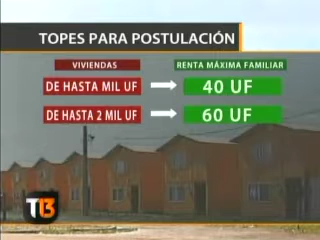 TOPES PARA POSTULACIÓN
VIVIENDAS
RENTA MÁXIMA FAMILIAR
DE HASTA MIL UF
40 UF
DE HASTA 2 MIL UF
60 UF
T13